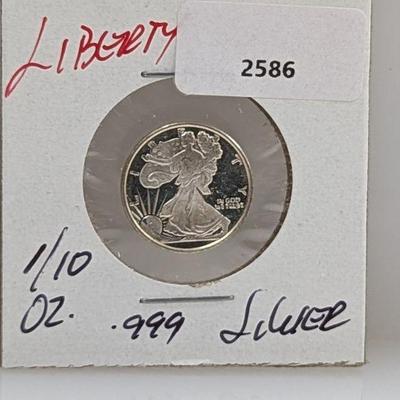 LIBERTY
2586
LIBERTY
IN GOD
WE TRUST
1/10
OZ. .999 SILVER